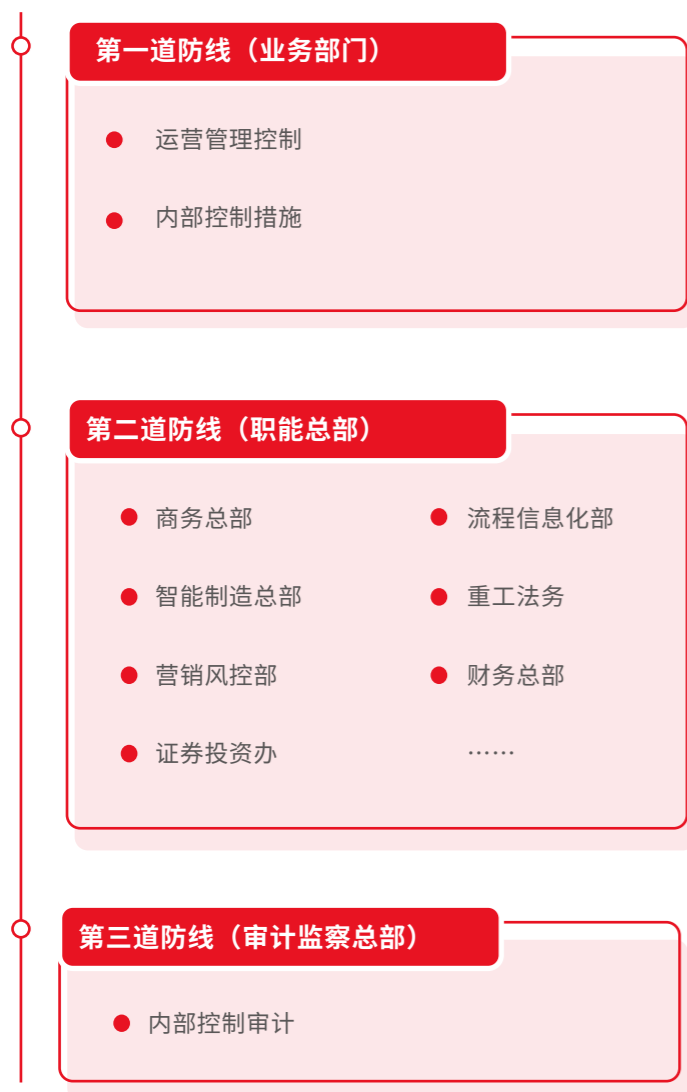 第一道防线（业务部门）
运营管理控制
内部控制措施
第二道防线（职能总部）
商务总部
流程信息化部
智能制造总部
重工法务
营销风控部
财务总部
证券投资办
……
第三道防线（审计监察总部）
内部控制审计